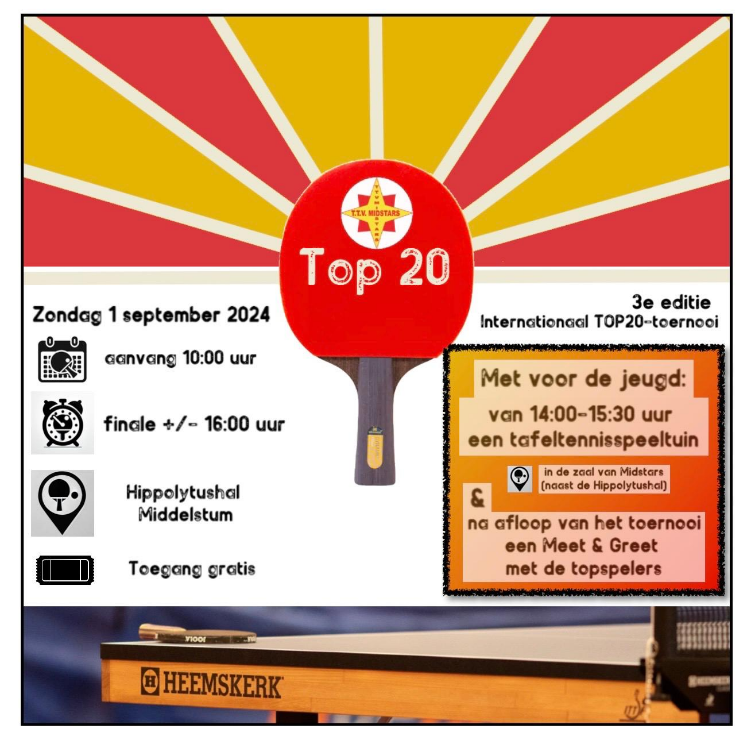 T.T.V. MIDSTARS
T.T.V. MIDSTARS
Top 20
Zondag 1 september 2024
aanvang 10:00 uur
finale +/- 16:00 uur
Hippolytushal
Middelstum
Toegang gratis
3e editie
Internationaal TOP20-toernooi
Met voor de jeugd:
van 14:00-15:30 uur
een tafeltennisspeeltuin
in de zaal van Midstars
(naast de Hippolytushal)
&
na afloop van het toernooi
een Meet & Greet
met de topspelers
JOOLA
H HEEMSKERK
HEEMSKERK